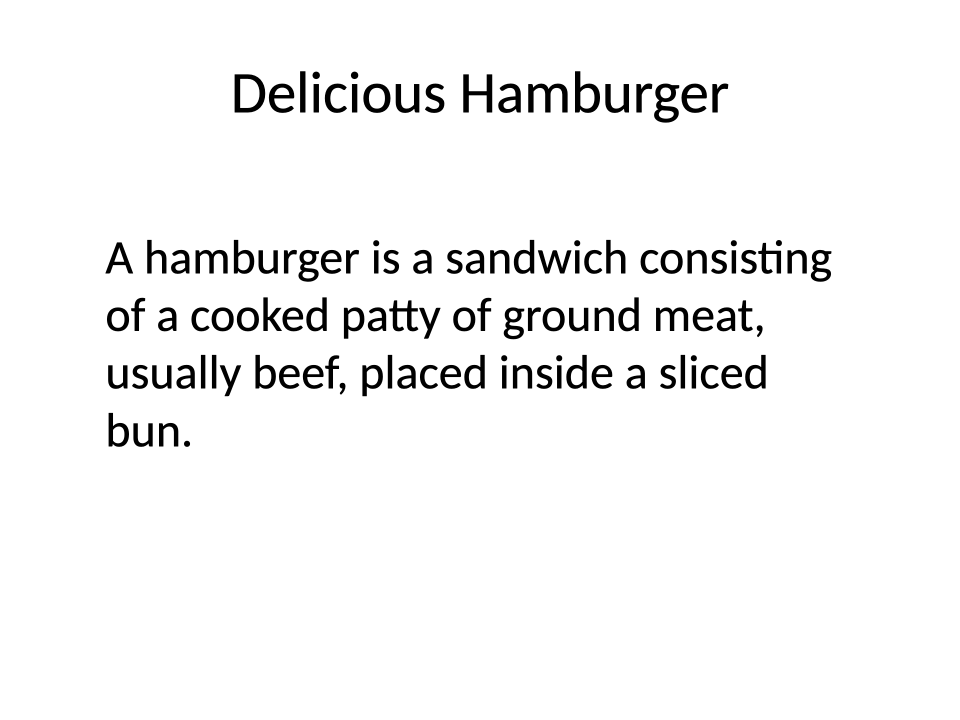 Delicious Hamburger
A hamburger is a sandwich consisting
of a cooked patty of ground meat,
usually beef, placed inside a sliced
bun.